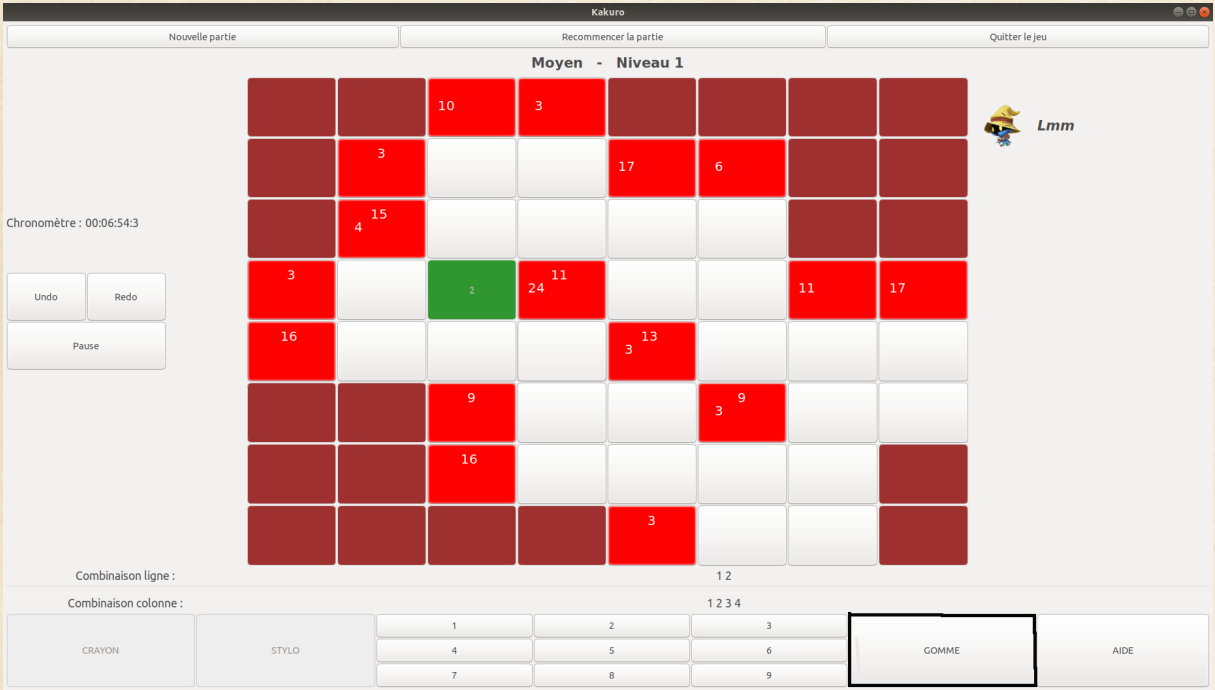 Kakuro
Nouvelle partie Recommencer la partie Quitter le jeu
Moyen - Niveau 1
10 3
Lmm
3 17 6
15
4
Chronomètre : 00:06:54:3
3 2 11
24 11 17
Undo Redo
16 13
3
Pause
9 9
3
16
3
Combinaison ligne : 1 2
Combinaison colonne : 1 2 3 4
1 2 3
CRAYON STYLO 4 5 6 GOMME AIDE
7 8 9